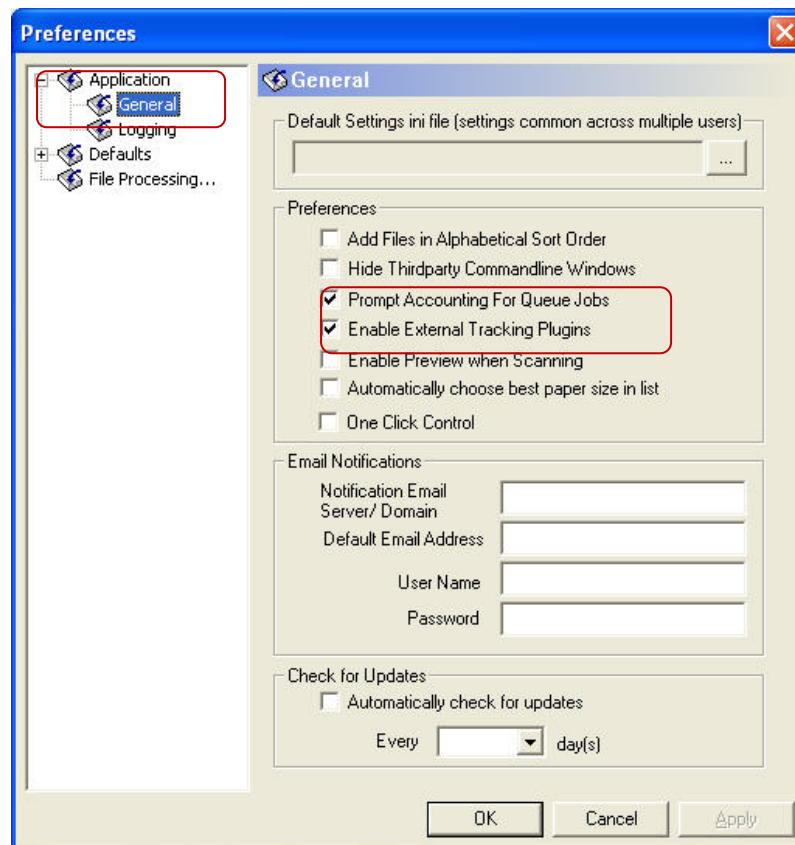 Preferences
Application
General
Logging
Defaults
File Processing...
General
Default Settings ini file (settings common across multiple users)
...
Preferences
Add Files in Alphabetical Sort Order
Hide Thirdparty Commandline Windows
Prompt Accounting For Queue Jobs
Enable External Tracking Plugins
Enable Preview when Scanning
Automatically choose best paper size in list
One Click Control
Email Notifications
Notification Email
Server/ Domain
Default Email Address
User Name
Password
Check for Updates
Automatically check for updates
Every day(s)
OK Cancel Apply